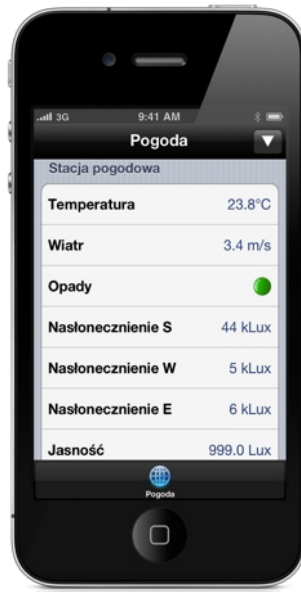 3G 9:41 AM
Pogoda
Stacja pogodowa
Temperatura 23.8°C
Wiatr 3.4 m/s
Opady
Nasłonecznienie S 44 kLux
Nasłonecznienie W 5 kLux
Nasłonecznienie E 6 kLux
Jasność 999.0 Lux
Pogoda